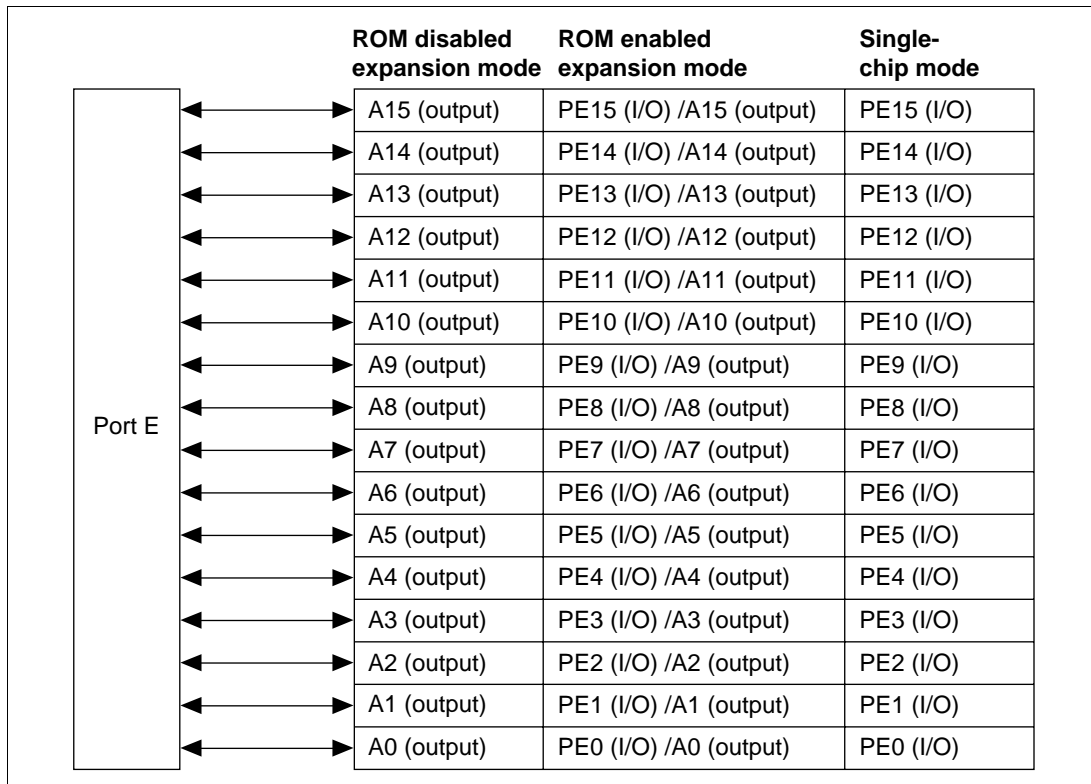 ROM disabled expansion mode ROM enabled expansion mode Single-chip mode
A15 (output) PE15 (I/O) /A15 (output) PE15 (I/O)
A14 (output) PE14 (I/O) /A14 (output) PE14 (I/O)
A13 (output) PE13 (I/O) /A13 (output) PE13 (I/O)
A12 (output) PE12 (I/O) /A12 (output) PE12 (I/O)
A11 (output) PE11 (I/O) /A11 (output) PE11 (I/O)
A10 (output) PE10 (I/O) /A10 (output) PE10 (I/O)
A9 (output) PE9 (I/O) /A9 (output) PE9 (I/O)
A8 (output) PE8 (I/O) /A8 (output) PE8 (I/O)
Port E
A7 (output) PE7 (I/O) /A7 (output) PE7 (I/O)
A6 (output) PE6 (I/O) /A6 (output) PE6 (I/O)
A5 (output) PE5 (I/O) /A5 (output) PE5 (I/O)
A4 (output) PE4 (I/O) /A4 (output) PE4 (I/O)
A3 (output) PE3 (I/O) /A3 (output) PE3 (I/O)
A2 (output) PE2 (I/O) /A2 (output) PE2 (I/O)
A1 (output) PE1 (I/O) /A1 (output) PE1 (I/O)
A0 (output) PE0 (I/O) /A0 (output) PE0 (I/O)